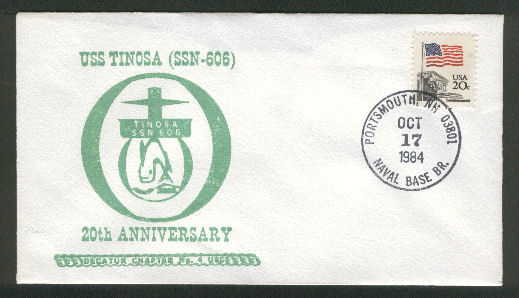 USS TINOSA (SSN-606)
TINOSA
SSN 606
20th ANNIVERSARY
DECATUR CHAPTER No. 4 USCS
USA
20c
PORTSMOUTH, NH 03801
OCT
17
1984
NAVAL BASE BR.